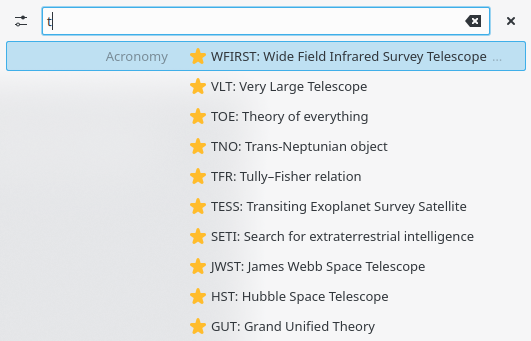 t
Acronomy WFIRST: Wide Field Infrared Survey Telescope ...
VLT: Very Large Telescope
TOE: Theory of everything
TNO: Trans-Neptunian object
TFR: Tully–Fisher relation
TESS: Transiting Exoplanet Survey Satellite
SETI: Search for extraterrestrial intelligence
JWST: James Webb Space Telescope
HST: Hubble Space Telescope
GUT: Grand Unified Theory